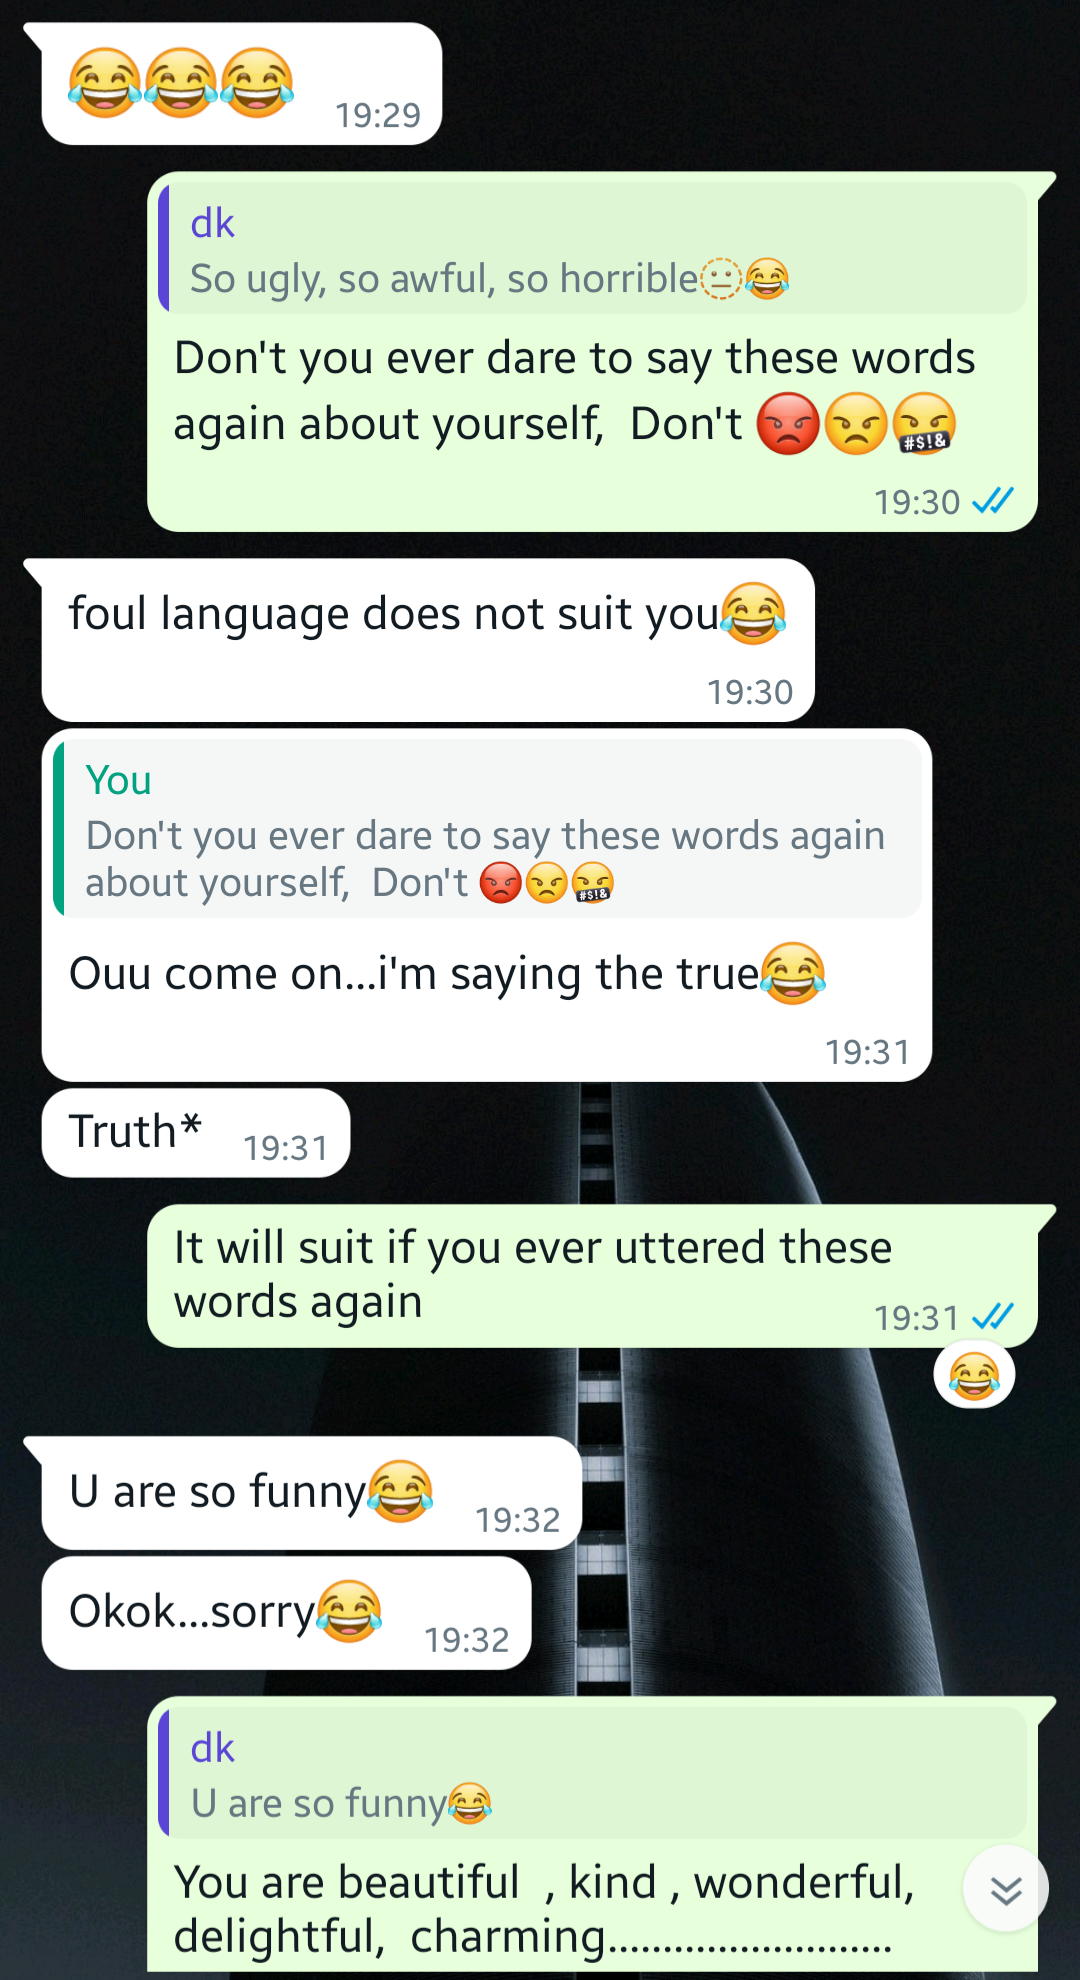 😂😂😂 19:29
dk
So ugly, so awful, so horrible🫥😂
Don't you ever dare to say these words
again about yourself, Don't 😡😠🤬
19:30
foul language does not suit you😂
19:30
You
Don't you ever dare to say these words again
about yourself, Don't 😡😠🤬
Ouu come on...i'm saying the true😂
19:31
Truth* 19:31
It will suit if you ever uttered these
words again 19:31
😂
U are so funny😂 19:32
Okok...sorry😂 19:32
dk
U are so funny😂
You are beautiful , kind , wonderful,
delightful, charming..........................